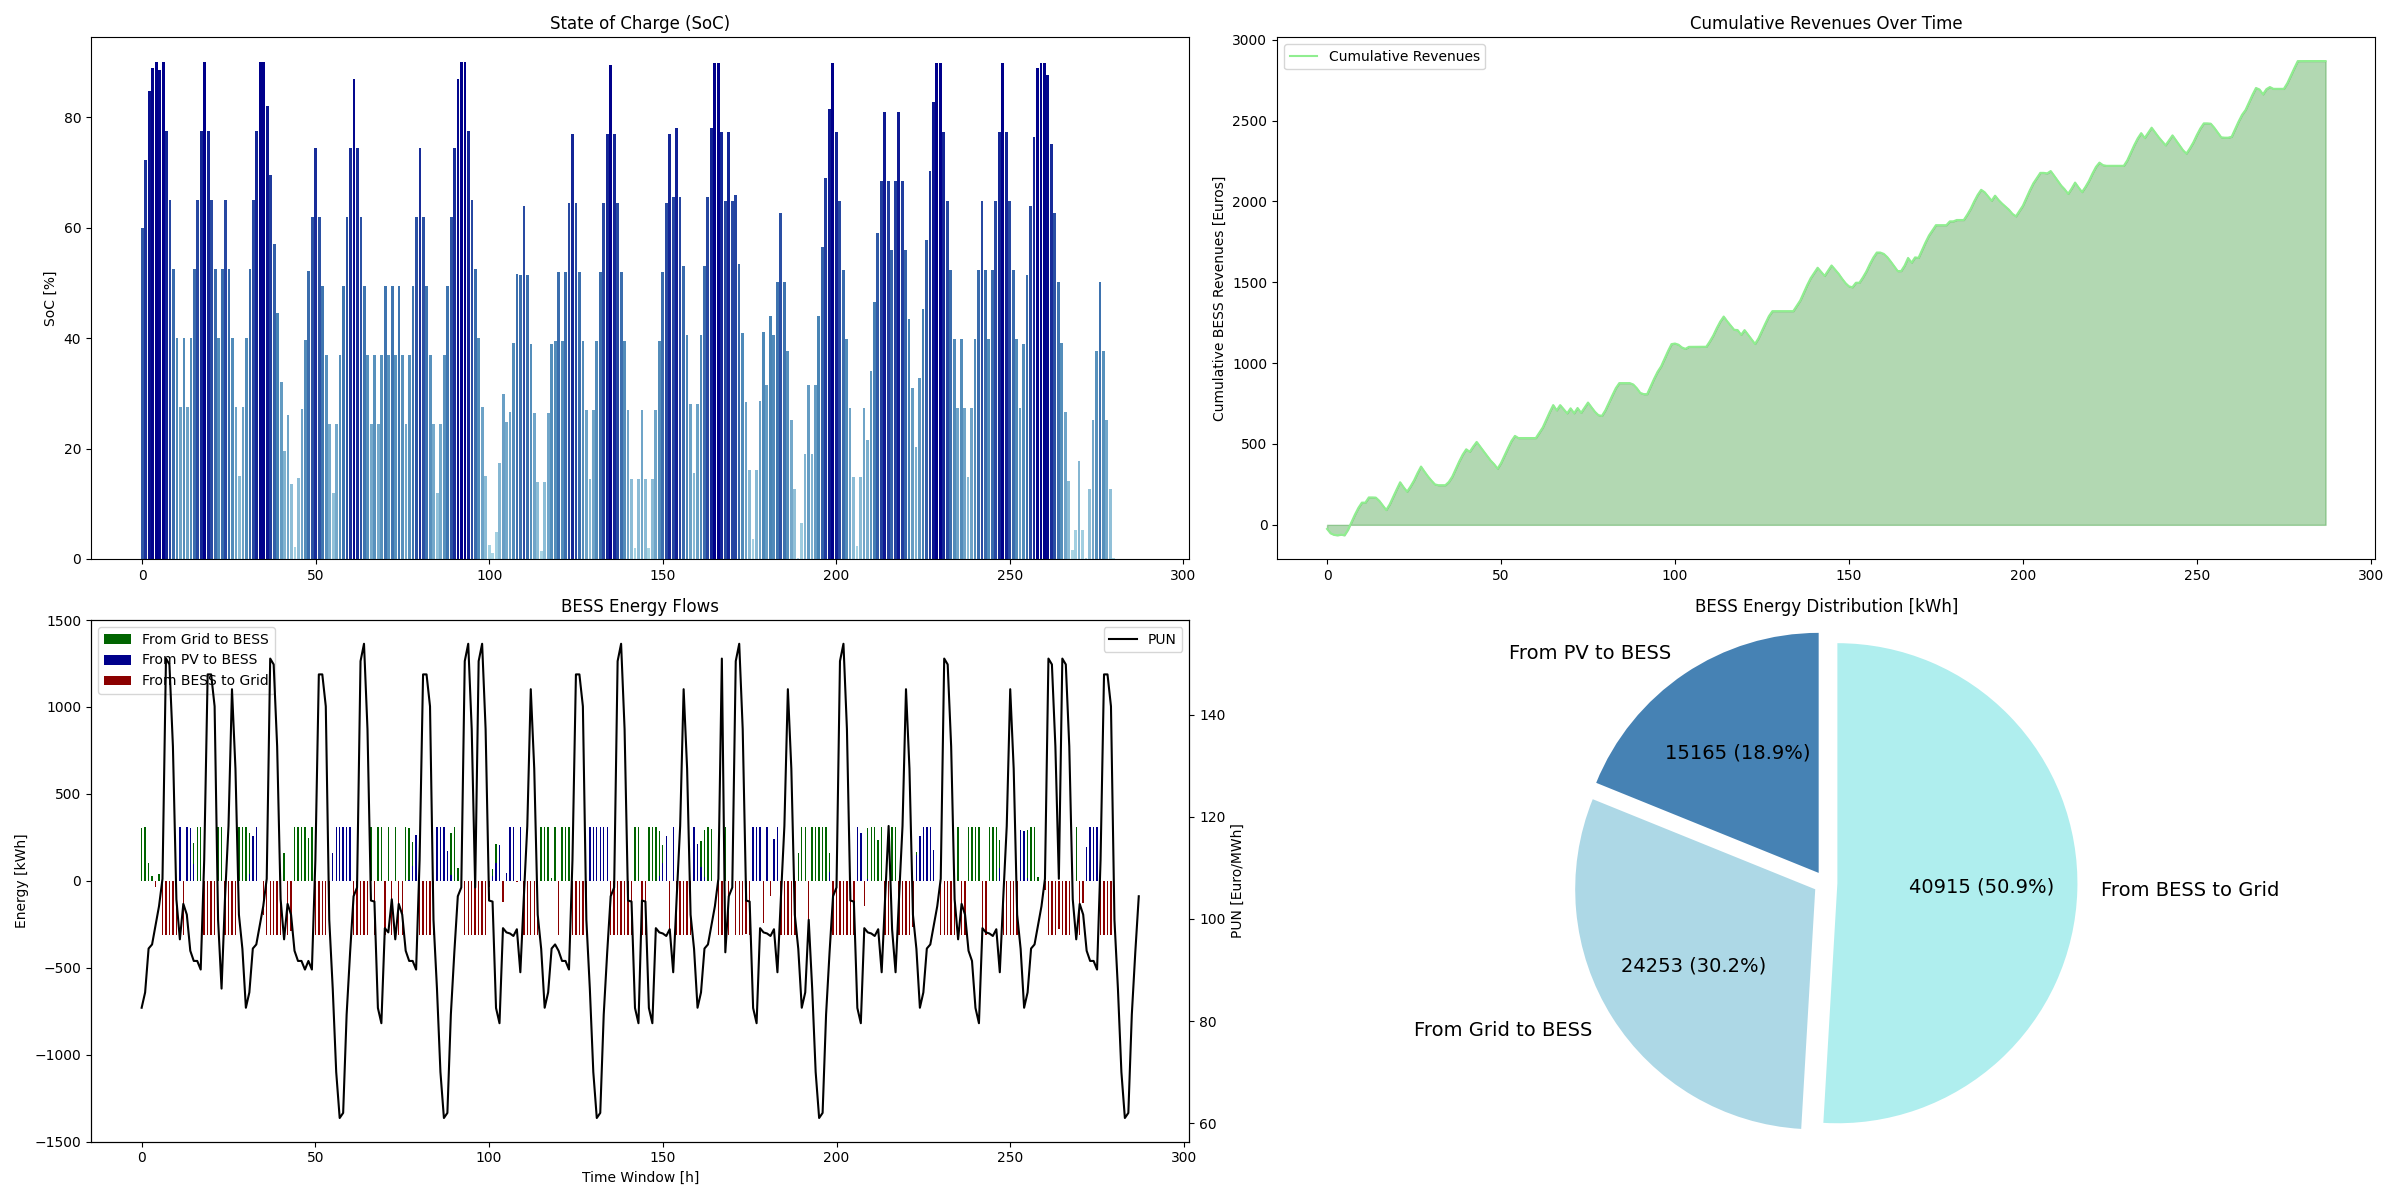 State of Charge (SoC)
SoC [%]
80
60
40
20
0
0 50 100 150 200 250 300
Cumulative Revenues Over Time
Cumulative Revenues
Cumulative BESS Revenues [Euros]
3000
2500
2000
1500
1000
500
0
0 50 100 150 200 250 300
BESS Energy Flows
From Grid to BESS
From PV to BESS
From BESS to Grid
PUN
Energy [kWh]
1500
1000
500
0
−500
−1000
−1500
140
120
100
80
60
PUN [Euro/MWh]
0 50 100 150 200 250 300
Time Window [h]
BESS Energy Distribution [kWh]
From PV to BESS
15165 (18.9%)
40915 (50.9%)
From BESS to Grid
24253 (30.2%)
From Grid to BESS